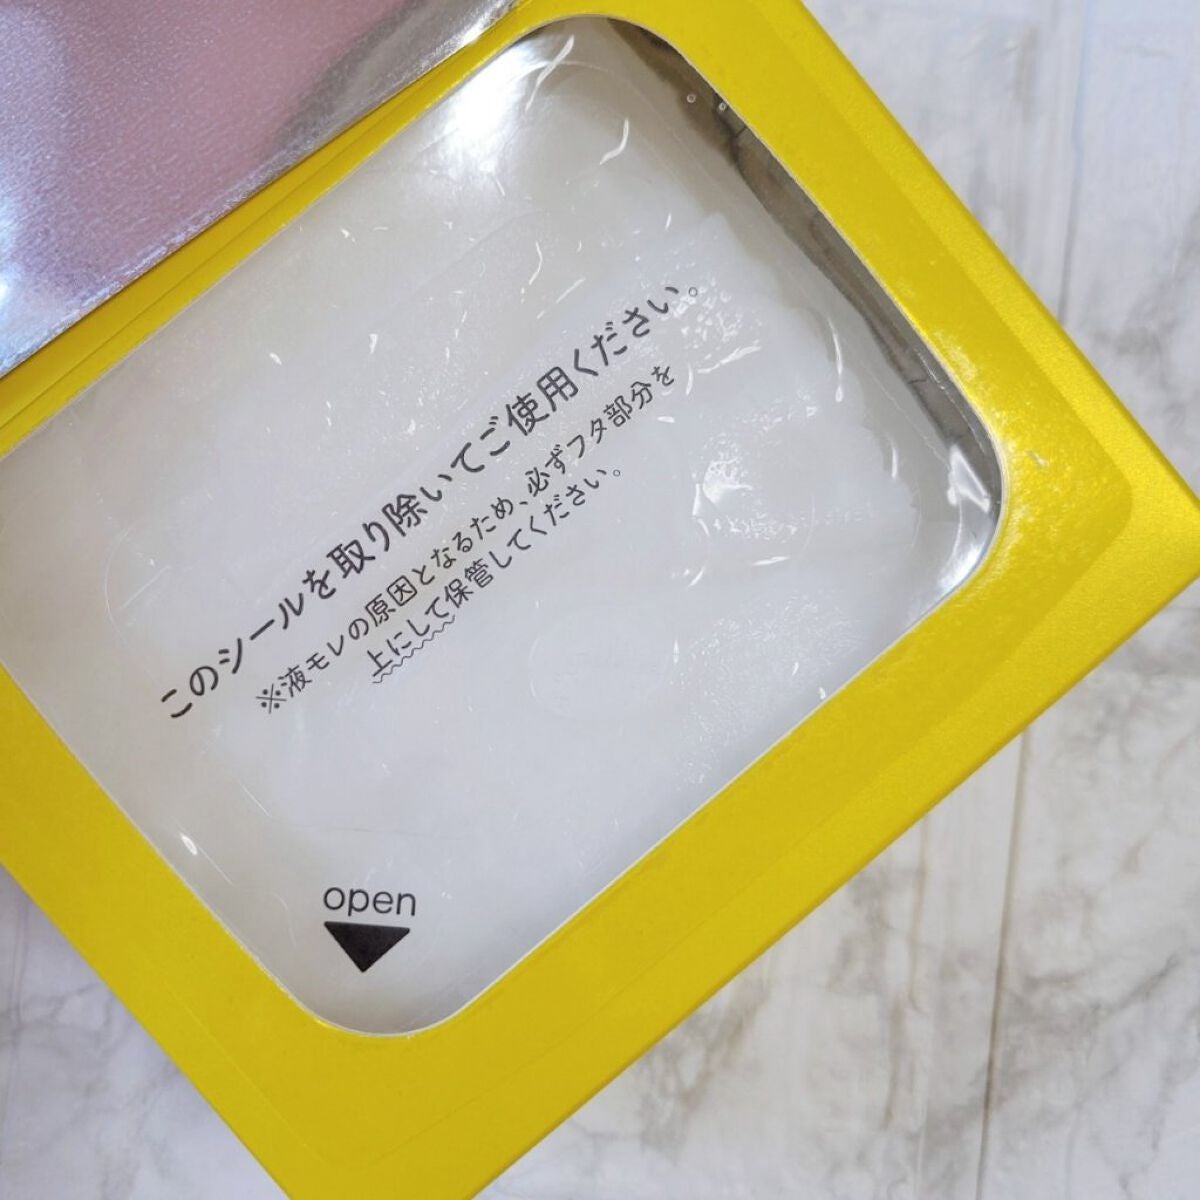 このシールを取り除いてご使用ください。
※液モレの原因となるため、必ずフタ部分を
上にして保管してください。
open